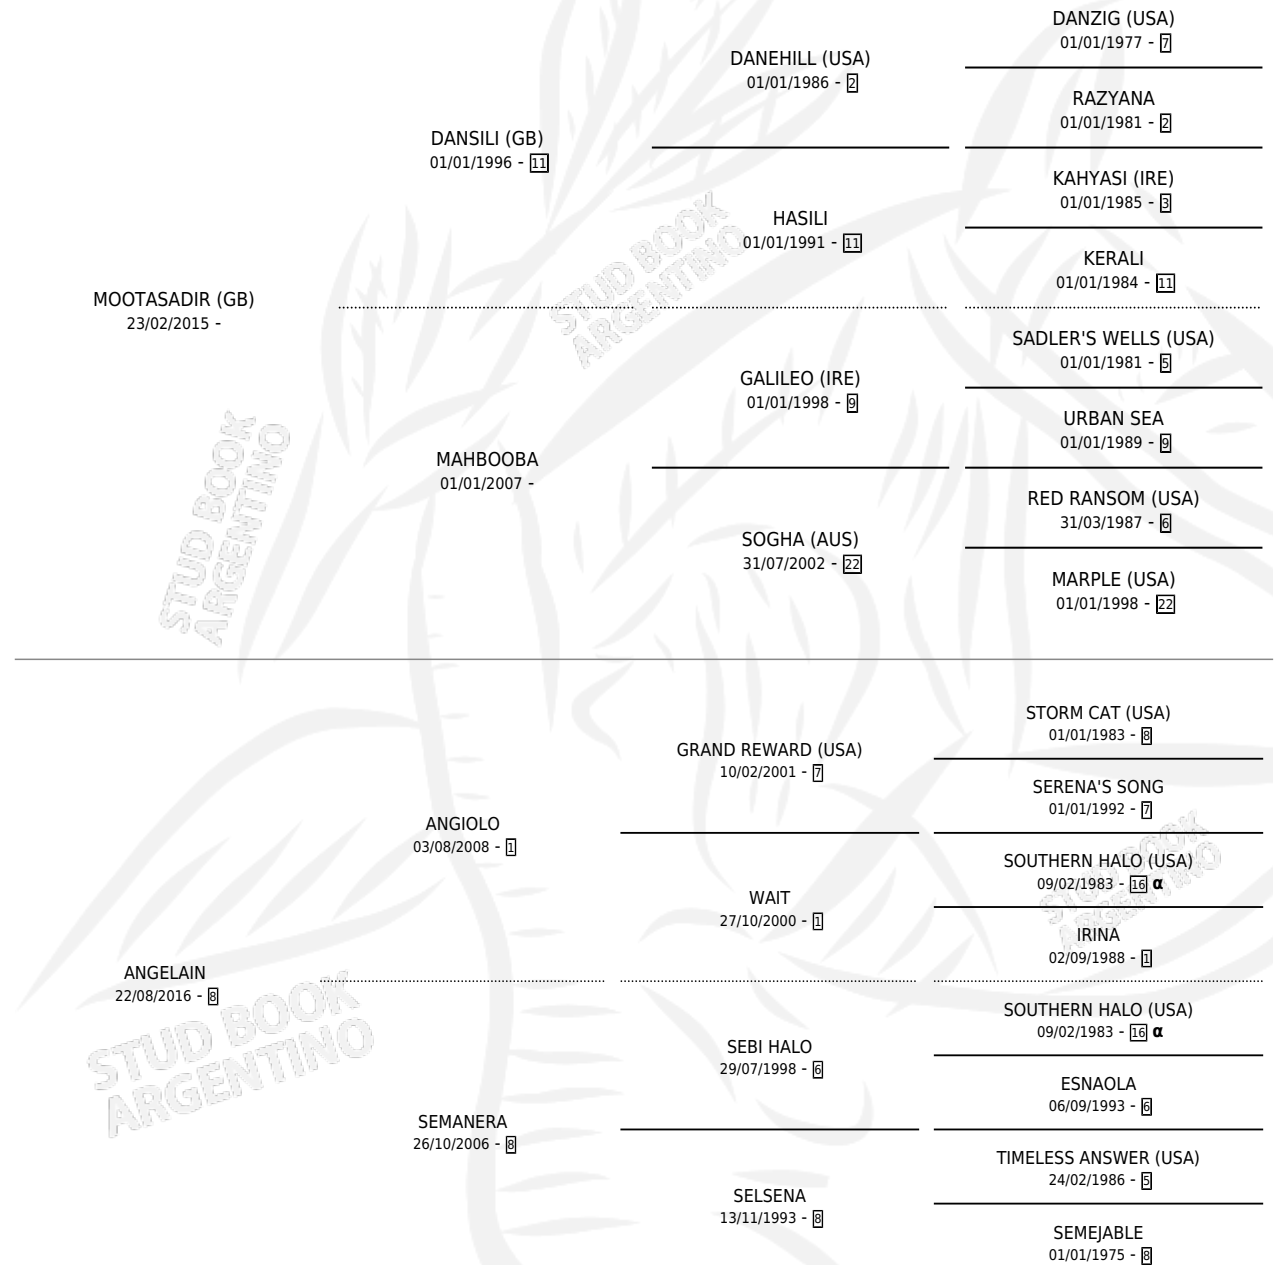 DANZIG (USA)
01/01/1977 - 7
DANEHILL (USA)
01/01/1986 - 2
RAZYANA
01/01/1981 - 2
DANSILI (GB)
01/01/1996 - 11
KAHYASI (IRE)
01/01/1985 - 3
HASILI
01/01/1991 - 11
KERALI
01/01/1984 - 11
MOOTASADIR (GB)
23/02/2015 -
SADLER'S WELLS (USA)
01/01/1981 - 5
GALILEO (IRE)
01/01/1998 - 9
URBAN SEA
01/01/1989 - 9
MAHBOOBA
01/01/2007 -
RED RANSOM (USA)
31/03/1987 - 6
SOGHA (AUS)
31/07/2002 - 22
MARPLE (USA)
01/01/1998 - 22
STUD BOOK
ARGENTINO
STUD BOOK
ARGENTINO
STORM CAT (USA)
01/01/1983 - 8
GRAND REWARD (USA)
10/02/2001 - 7
SERENA'S SONG
01/01/1992 - 7
ANGIOLO
03/08/2008 - 1
SOUTHERN HALO (USA)
09/02/1983 - 16 α
WAIT
27/10/2000 - 1
IRINA
02/09/1988 - 1
ANGELAIN
22/08/2016 - 8
SOUTHERN HALO (USA)
09/02/1983 - 16 α
SEBI HALO
29/07/1998 - 6
ESNAOLA
06/09/1993 - 6
SEMANERA
26/10/2006 - 8
TIMELESS ANSWER (USA)
24/02/1986 - 5
SELSENA
13/11/1993 - 8
SEMEJABLE
01/01/1975 - 8
STUD BOOK
ARGENTINO
STUD BOOK
ARGENTINO